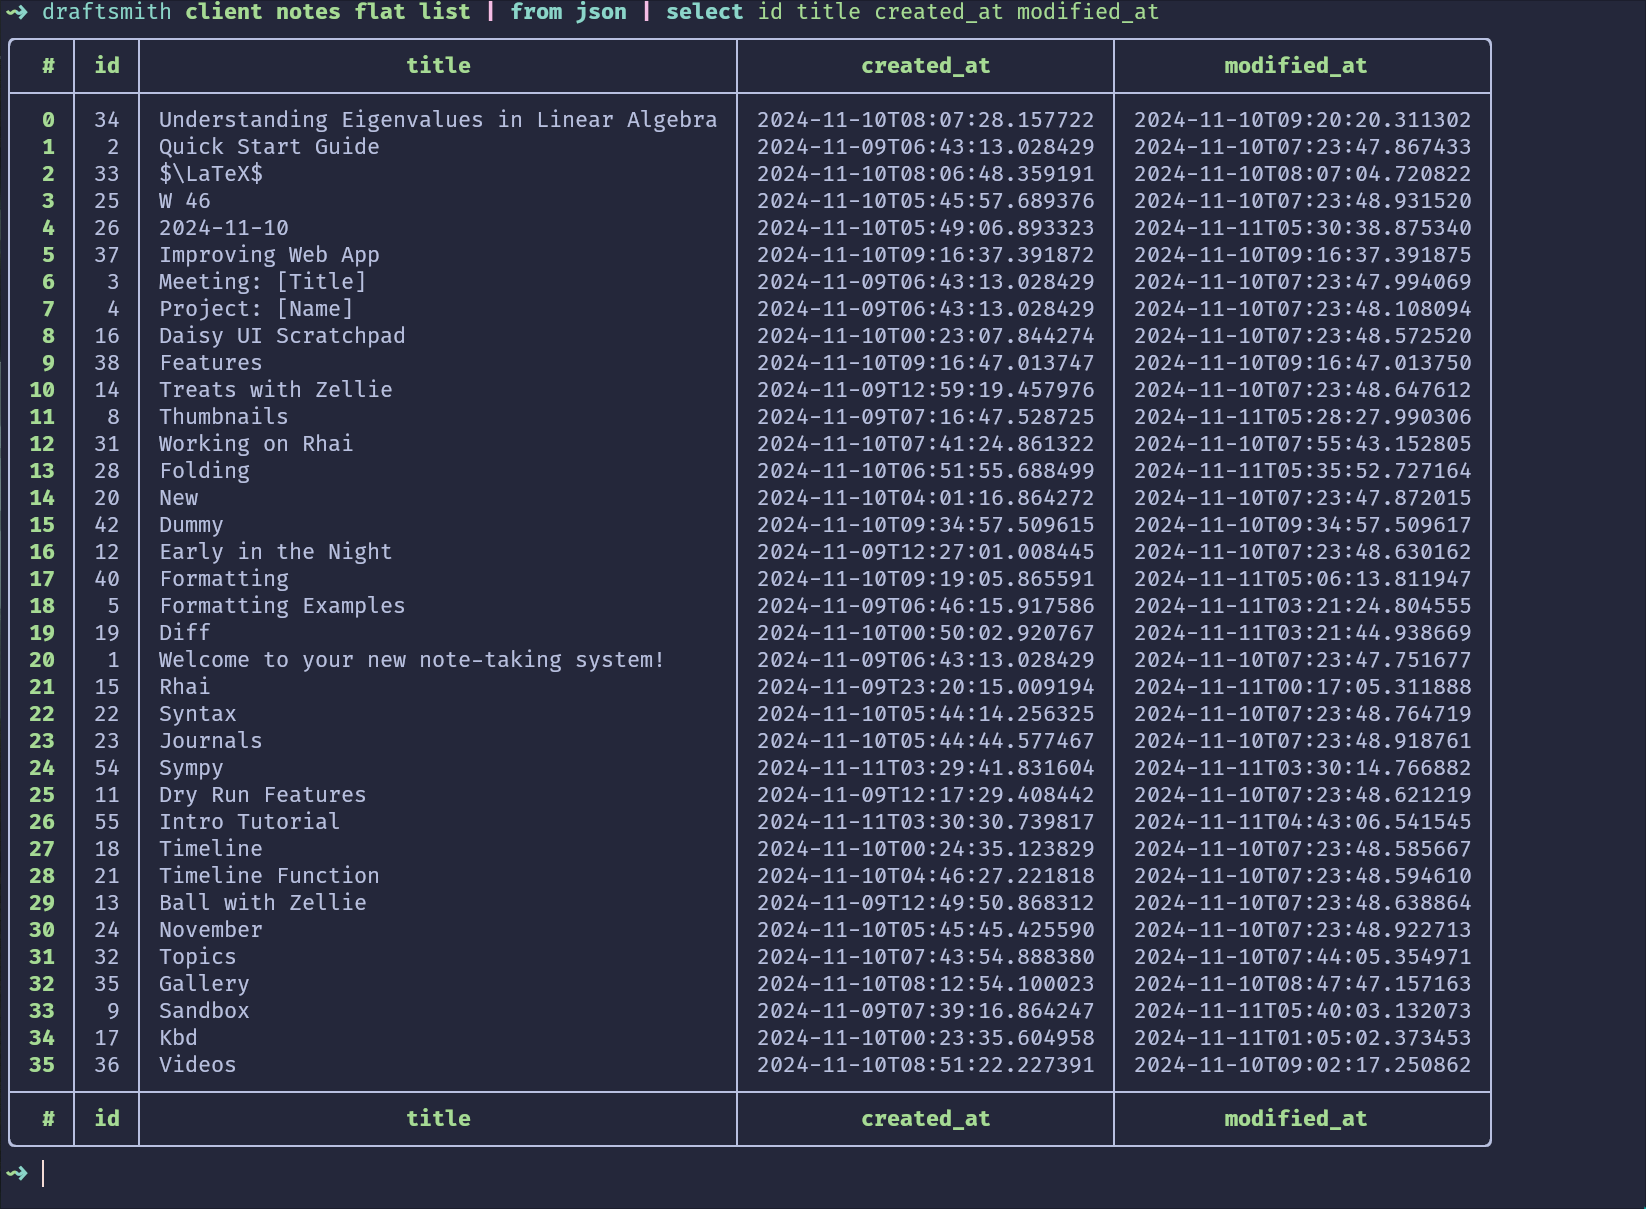 ~> draftsmith client notes flat list | from json | select id title created_at modified_at
# id title created_at modified_at
0 34 Understanding Eigenvalues in Linear Algebra 2024-11-10T08:07:28.157722 2024-11-10T09:20:20.311302
1 2 Quick Start Guide 2024-11-09T06:43:13.028429 2024-11-10T07:23:47.867433
2 33 $\LaTeX$ 2024-11-10T08:06:48.359191 2024-11-10T08:07:04.720822
3 25 W 46 2024-11-10T05:45:57.689376 2024-11-10T07:23:48.931520
4 26 2024-11-10 2024-11-10T05:49:06.893323 2024-11-11T05:30:38.875340
5 37 Improving Web App 2024-11-10T09:16:37.391872 2024-11-10T09:16:37.391875
6 3 Meeting: [Title] 2024-11-09T06:43:13.028429 2024-11-10T07:23:47.994069
7 4 Project: [Name] 2024-11-09T06:43:13.028429 2024-11-10T07:23:48.108094
8 16 Daisy UI Scratchpad 2024-11-10T00:23:07.844274 2024-11-10T07:23:48.572520
9 38 Features 2024-11-10T09:16:47.013747 2024-11-10T09:16:47.013750
10 14 Treats with Zellie 2024-11-09T12:59:19.457976 2024-11-10T07:23:48.647612
11 8 Thumbnails 2024-11-09T07:16:47.528725 2024-11-11T05:28:27.990306
12 31 Working on Rhai 2024-11-10T07:41:24.861322 2024-11-10T07:55:43.152805
13 28 Folding 2024-11-10T06:51:55.688499 2024-11-11T05:35:52.727164
14 20 New 2024-11-10T04:01:16.864272 2024-11-10T07:23:47.872015
15 42 Dummy 2024-11-10T09:34:57.509615 2024-11-10T09:34:57.509617
16 12 Early in the Night 2024-11-09T12:27:01.008445 2024-11-10T07:23:48.630162
17 40 Formatting 2024-11-10T09:19:05.865591 2024-11-11T05:06:13.811947
18 5 Formatting Examples 2024-11-09T06:46:15.917586 2024-11-11T03:21:24.804555
19 19 Diff 2024-11-10T00:50:02.920767 2024-11-11T03:21:44.938669
20 1 Welcome to your new note-taking system! 2024-11-09T06:43:13.028429 2024-11-10T07:23:47.751677
21 15 Rhai 2024-11-09T23:20:15.009194 2024-11-11T00:17:05.311888
22 22 Syntax 2024-11-10T05:44:14.256325 2024-11-10T07:23:48.764719
23 23 Journals 2024-11-10T05:44:44.577467 2024-11-10T07:23:48.918761
24 54 Sympy 2024-11-11T03:29:41.831604 2024-11-11T03:30:14.766882
25 11 Dry Run Features 2024-11-09T12:17:29.408442 2024-11-10T07:23:48.621219
26 55 Intro Tutorial 2024-11-11T03:30:30.739817 2024-11-11T04:43:06.541545
27 18 Timeline 2024-11-10T00:24:35.123829 2024-11-10T07:23:48.585667
28 21 Timeline Function 2024-11-10T04:46:27.221818 2024-11-10T07:23:48.594610
29 13 Ball with Zellie 2024-11-09T12:49:50.868312 2024-11-10T07:23:48.638864
30 24 November 2024-11-10T05:45:45.425590 2024-11-10T07:23:48.922713
31 32 Topics 2024-11-10T07:43:54.888380 2024-11-10T07:44:05.354971
32 35 Gallery 2024-11-10T08:12:54.100023 2024-11-10T08:47:47.157163
33 9 Sandbox 2024-11-09T07:39:16.864247 2024-11-11T05:40:03.132073
34 17 Kbd 2024-11-10T00:23:35.604958 2024-11-11T01:05:02.373453
35 36 Videos 2024-11-10T08:51:22.227391 2024-11-10T09:02:17.250862
# id title created_at modified_at
~>